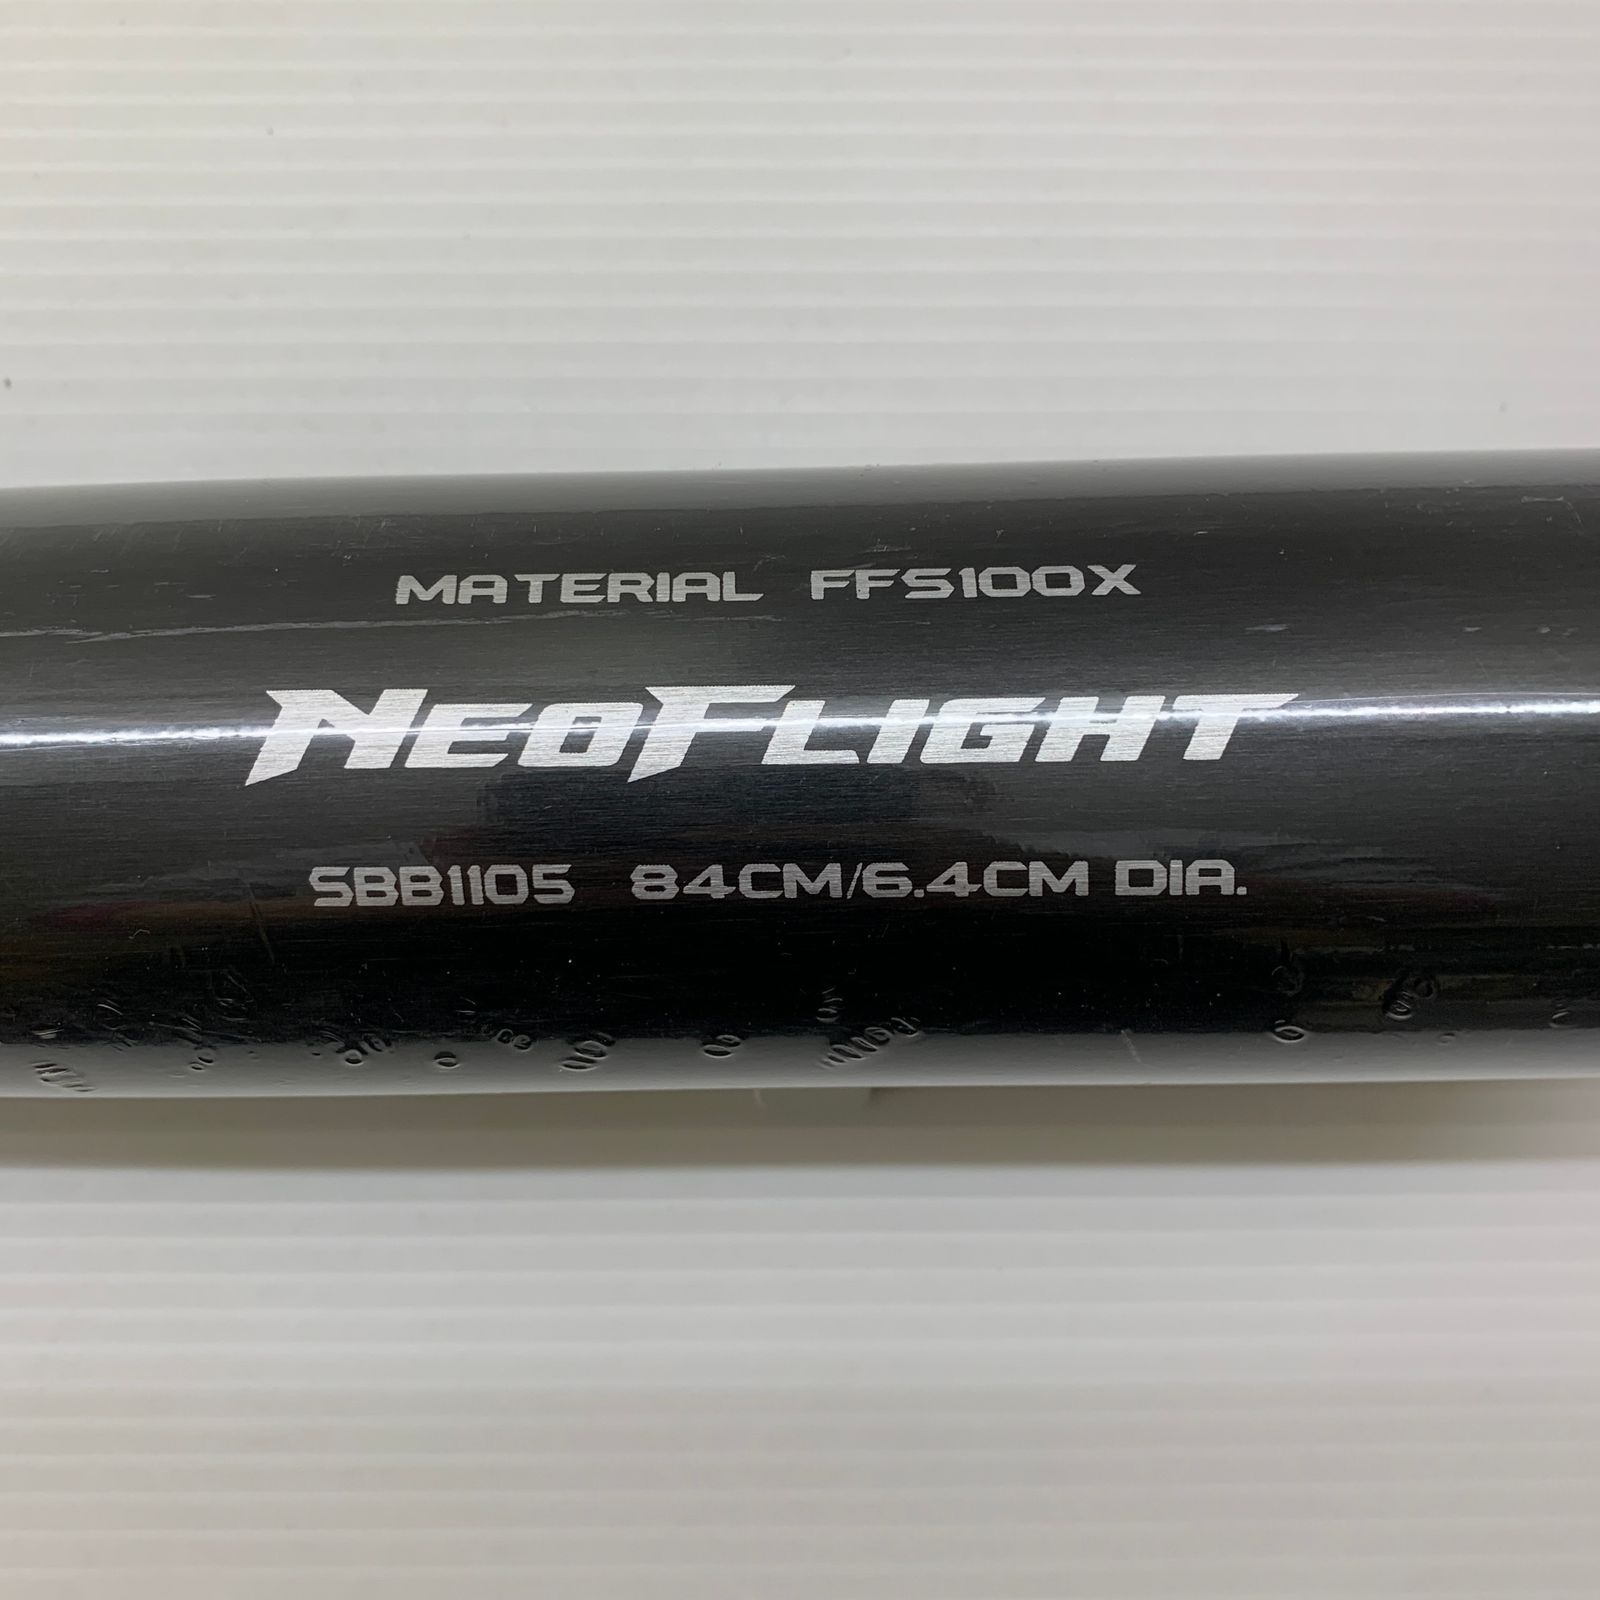 MATERIAL FFS100X
NEOFLIGHT
SBB1105 84CM/6.4CM DIA.